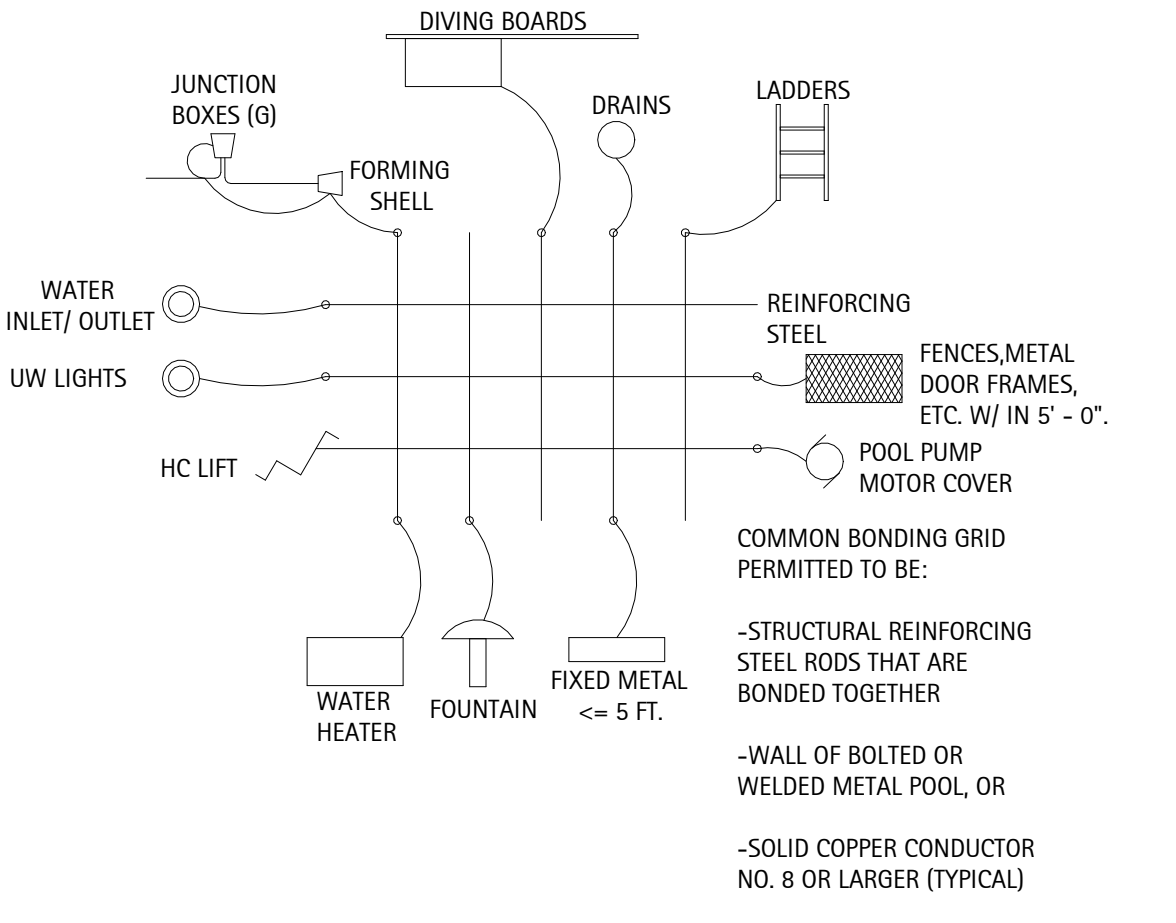 DIVING BOARDS
JUNCTION
BOXES (G)
DRAINS
LADDERS
FORMING
SHELL
WATER
INLET/ OUTLET
REINFORCING
STEEL
UW LIGHTS
FENCES,METAL
DOOR FRAMES,
ETC. W/ IN 5' - 0".
HC LIFT
POOL PUMP
MOTOR COVER
WATER
HEATER
FOUNTAIN
FIXED METAL
<= 5 FT.
COMMON BONDING GRID
PERMITTED TO BE:
-STRUCTURAL REINFORCING
STEEL RODS THAT ARE
BONDED TOGETHER
-WALL OF BOLTED OR
WELDED METAL POOL, OR
-SOLID COPPER CONDUCTOR
NO. 8 OR LARGER (TYPICAL)